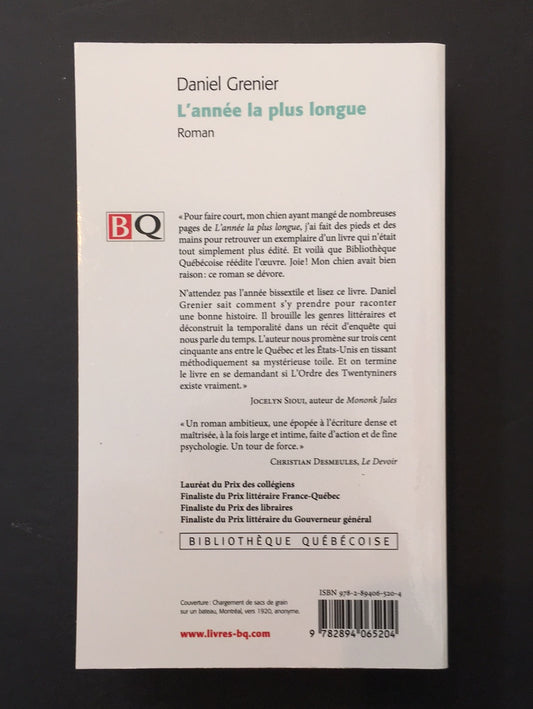 Daniel Grenier
L'année la plus longue
Roman
BQ
« Pour faire court, mon chien ayant mangé de nombreuses
pages de L'année la plus longue, j'ai fait des pieds et des
mains pour retrouver un exemplaire d'un livre qui n'était
tout simplement plus édité. Et voilà que Bibliothèque
Québécoise réédite l'œuvre. Joie ! Mon chien avait bien
raison : ce roman se dévore.
N'attendez pas l'année bissextile et lisez ce livre. Daniel
Grenier sait comment s'y prendre pour raconter
une bonne histoire. Il brouille les genres littéraires et
déconstruit la temporalité dans un récit d'enquête qui
nous parle du temps. L'auteur nous promène sur trois cent
cinquante ans entre le Québec et les États-Unis en tissant
méthodiquement sa mystérieuse toile. Et on termine
le livre en se demandant si L'Ordre des Twentyniners
existe vraiment. »
JOCELYN SIOUI, auteur de Mononk Jules
« Un roman ambitieux, une épopée à l'écriture dense et
maîtrisée, à la fois large et intime, faite d'action et de fine
psychologie. Un tour de force. »
CHRISTIAN DESMEULES, Le Devoir
Lauréat du Prix des collégiens
Finaliste du Prix littéraire France-Québec
Finaliste du Prix des libraires
Finaliste du Prix littéraire du Gouverneur général
BIBLIOTHÈQUE QUÉBÉCOISE
ISBN 978-2-89406-520-4
Couverture : Chargement de sacs de grain
sur un bateau, Montréal, vers 1920, anonyme.
www.livres-bq.com
9 782894 065204